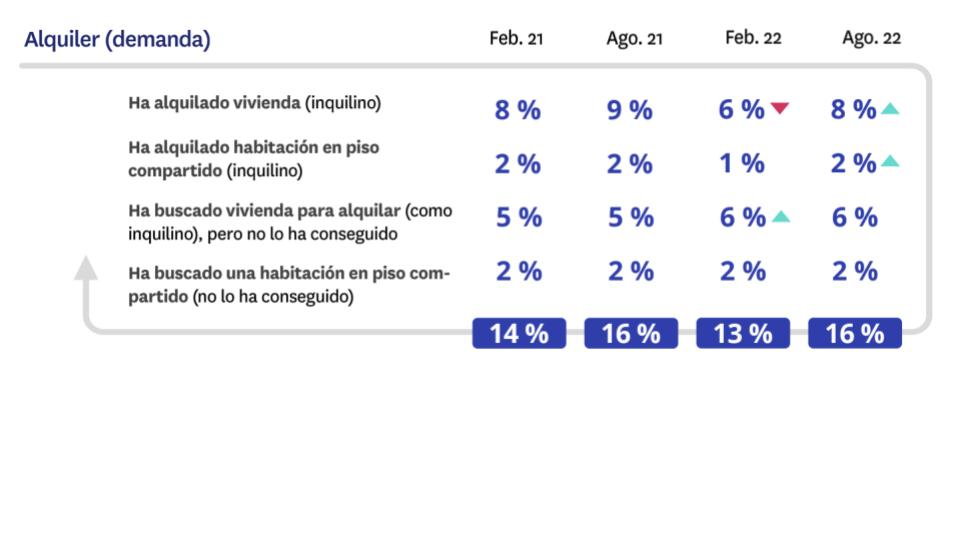 Alquiler (demanda) Feb. 21 Ago. 21 Feb. 22 Ago. 22
Ha alquilado vivienda (inquilino) 8 % 9 % 6 % 8 %
Ha alquilado habitación en piso
compartido (inquilino) 2 % 2 % 1 % 2 %
Ha buscado vivienda para alquilar (como
inquilino), pero no lo ha conseguido 5 % 5 % 6 % 6 %
Ha buscado una habitación en piso com-
partido (no lo ha conseguido) 2 % 2 % 2 % 2 %
14 % 16 % 13 % 16 %